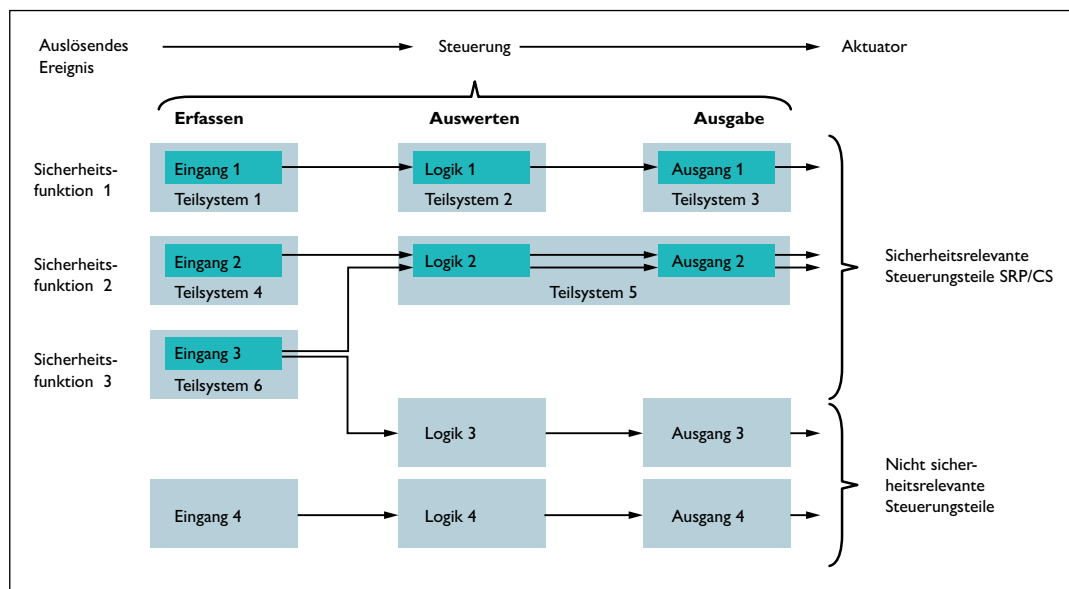 Auslösendes
Ereignis
Steuerung
Aktuator
Erfassen
Auswerten
Ausgabe
Sicherheits-
funktion 1
Eingang 1
Teilsystem 1
Logik 1
Teilsystem 2
Ausgang 1
Teilsystem 3
Sicherheits-
funktion 2
Eingang 2
Teilsystem 4
Logik 2
Ausgang 2
Teilsystem 5
Sicherheitsrelevante
Steuerungsteile SRP/CS
Sicherheits-
funktion 3
Eingang 3
Teilsystem 6
Logik 3
Ausgang 3
Nicht sicher-
heitsrelevante
Steuerungsteile
Eingang 4
Logik 4
Ausgang 4